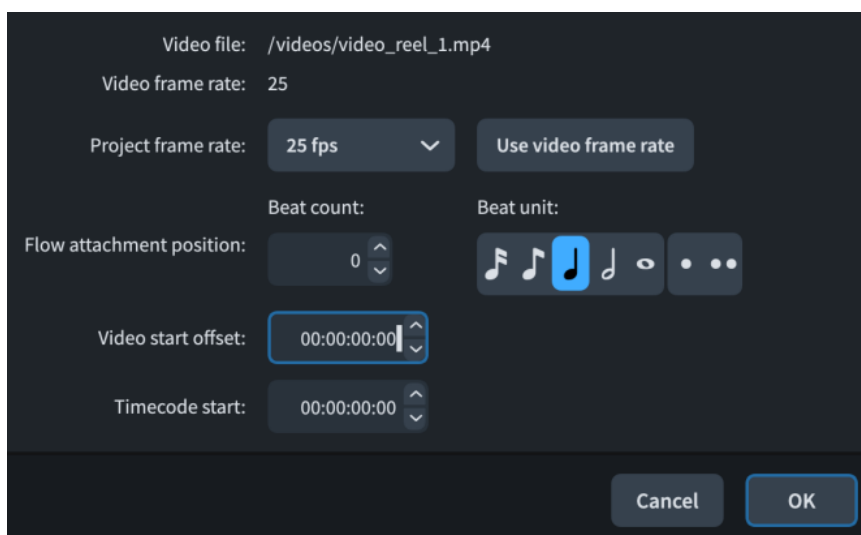 Video file: /videos/video_reel_1.mp4
Video frame rate: 25
Project frame rate: 25 fps Use video frame rate
Beat count: Beat unit:
Flow attachment position: 0
Video start offset: 00:00:00:00
Timecode start: 00:00:00:00
Cancel OK